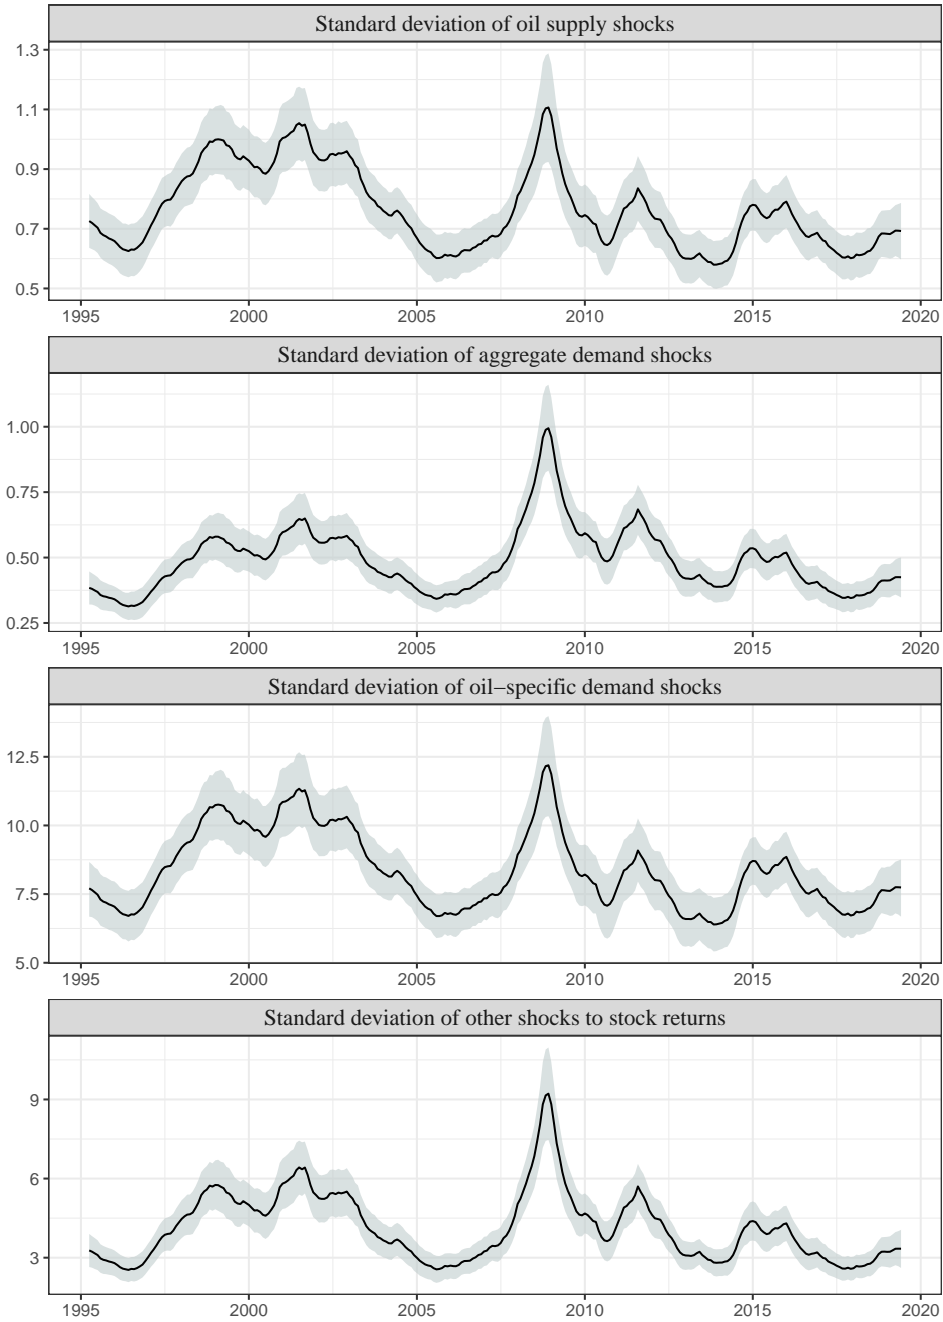 Standard deviation of oil supply shocks
1.3
1.1
0.9
0.7
0.5
1995 2000 2005 2010 2015 2020
Standard deviation of aggregate demand shocks
1.00
0.75
0.50
0.25
1995 2000 2005 2010 2015 2020
Standard deviation of oil−specific demand shocks
12.5
10.0
7.5
5.0
1995 2000 2005 2010 2015 2020
Standard deviation of other shocks to stock returns
9
6
3
1995 2000 2005 2010 2015 2020